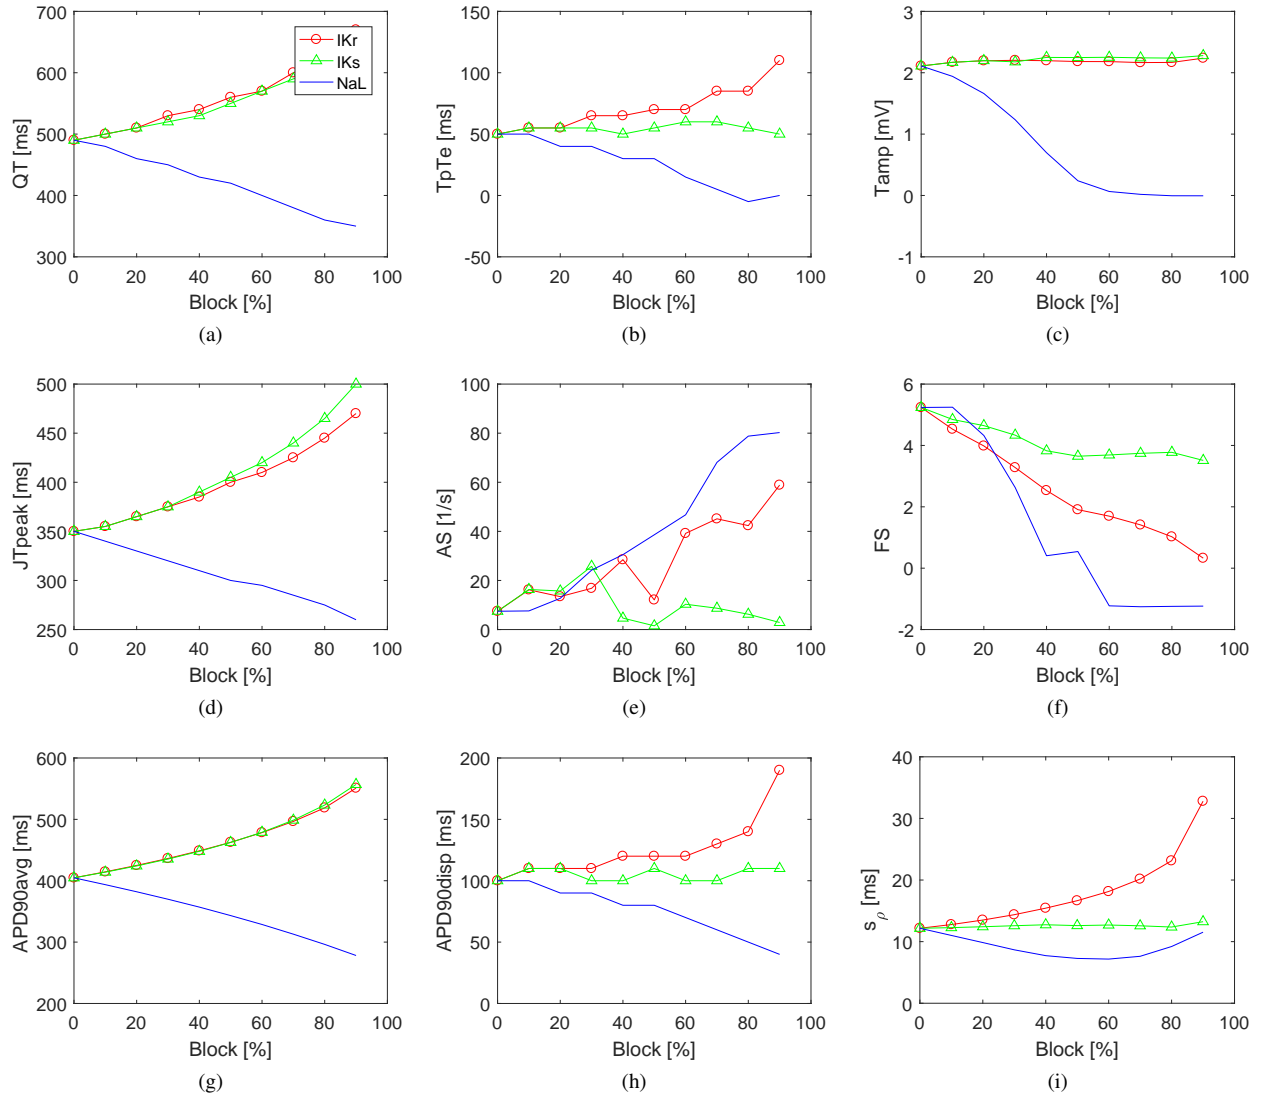 700
600
500
400
300
QT [ms]
0 20 40 60 80 100
Block [%]
IKr
IKs
NaL
(a)
150
100
50
0
-50
TpTe [ms]
0 20 40 60 80 100
Block [%]
(b)
3
2
1
0
-1
Tamp [mV]
0 20 40 60 80 100
Block [%]
(c)
500
450
400
350
300
250
JTpeak [ms]
0 20 40 60 80 100
Block [%]
(d)
100
80
60
40
20
0
AS [1/s]
0 20 40 60 80 100
Block [%]
(e)
6
4
2
0
-2
FS
0 20 40 60 80 100
Block [%]
(f)
600
500
400
300
200
APD90avg [ms]
0 20 40 60 80 100
Block [%]
(g)
200
150
100
50
0
APD90disp [ms]
0 20 40 60 80 100
Block [%]
(h)
40
30
20
10
0
s_ρ [ms]
0 20 40 60 80 100
Block [%]
(i)